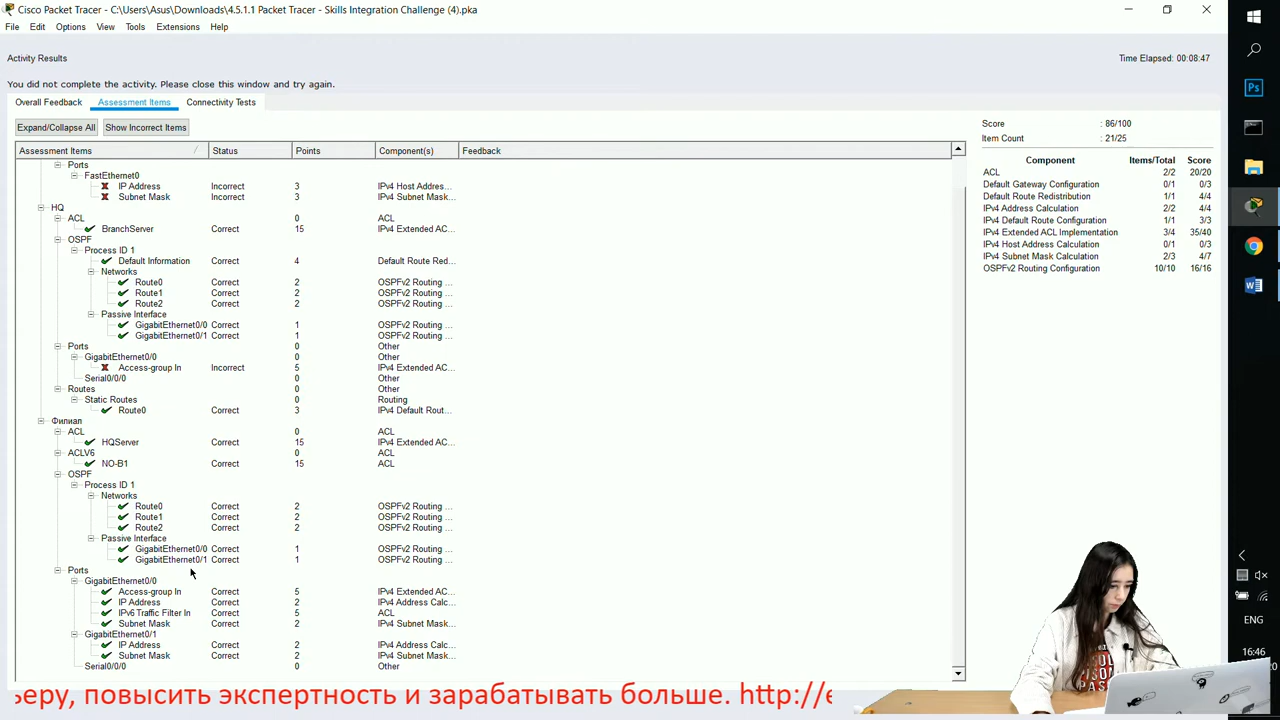 Cisco Packet Tracer - C:\Users\Asus\Downloads\4.5.1.1 Packet Tracer - Skills Integration Challenge (4).pka
File Edit Options View Tools Extensions Help
Activity Results
Time Elapsed: 00:08:47
You did not complete the activity. Please close this window and try again.
Overall Feedback Assessment Items Connectivity Tests
Expand/Collapse All Show Incorrect Items
Assessment Items Status Points Component(s) Feedback
Ports
FastEthernet0
IP Address Incorrect 3 IPv4 Host Addres...
Subnet Mask Incorrect 3 IPv4 Subnet Mask...
HQ
ACL 0 ACL
BranchServer Correct 15 IPv4 Extended AC...
OSPF
Process ID 1
Default Information Correct 4 Default Route Red...
Networks
Route0 Correct 2 OSPFv2 Routing ...
Route1 Correct 2 OSPFv2 Routing ...
Route2 Correct 2 OSPFv2 Routing ...
Passive Interface
GigabitEthernet0/0 Correct 1 OSPFv2 Routing ...
GigabitEthernet0/1 Correct 1 OSPFv2 Routing ...
Ports 0 Other
GigabitEthernet0/0 0 Other
Access-group In Incorrect 5 IPv4 Extended AC...
Serial0/0/0 0 Other
Routes 0 Other
Static Routes 0 Routing
Route0 Correct 3 IPv4 Default Rout...
Филиал
ACL 0 ACL
HQServer Correct 15 IPv4 Extended AC...
ACLV6 0 ACL
NO-B1 Correct 15 ACL
OSPF
Process ID 1
Networks
Route0 Correct 2 OSPFv2 Routing ...
Route1 Correct 2 OSPFv2 Routing ...
Route2 Correct 2 OSPFv2 Routing ...
Passive Interface
GigabitEthernet0/0 Correct 1 OSPFv2 Routing ...
GigabitEthernet0/1 Correct 1 OSPFv2 Routing ...
Ports
GigabitEthernet0/0
Access-group In Correct 5 IPv4 Extended AC...
IP Address Correct 2 IPv4 Address Calc...
IPv6 Traffic Filter In Correct 5 ACL
Subnet Mask Correct 2 IPv4 Subnet Mask...
GigabitEthernet0/1
IP Address Correct 2 IPv4 Address Calc...
Subnet Mask Correct 2 IPv4 Subnet Mask...
Serial0/0/0 0 Other
Score : 86/100
Item Count : 21/25
Component Items/Total Score
ACL 2/2 20/20
Default Gateway Configuration 0/1 0/3
Default Route Redistribution 1/1 4/4
IPv4 Address Calculation 2/2 4/4
IPv4 Default Route Configuration 1/1 3/3
IPv4 Extended ACL Implementation 3/4 35/40
IPv4 Host Address Calculation 0/1 0/3
IPv4 Subnet Mask Calculation 2/3 4/7
OSPFv2 Routing Configuration 10/10 16/16
Ps
ENG
16:46
ьеру, повысить экспертность и зарабатывать больше. http://e